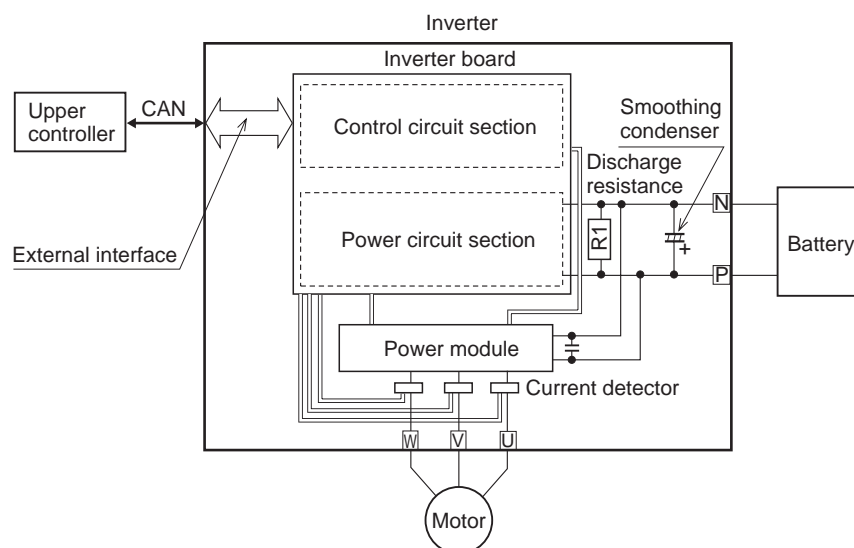 Inverter
Inverter board
Upper
controller
CAN
Control circuit section
Smoothing
condenser
Discharge
resistance
N
External interface
Power circuit section
R1
+
Battery
P
Power module
Current detector
W
V
U
Motor